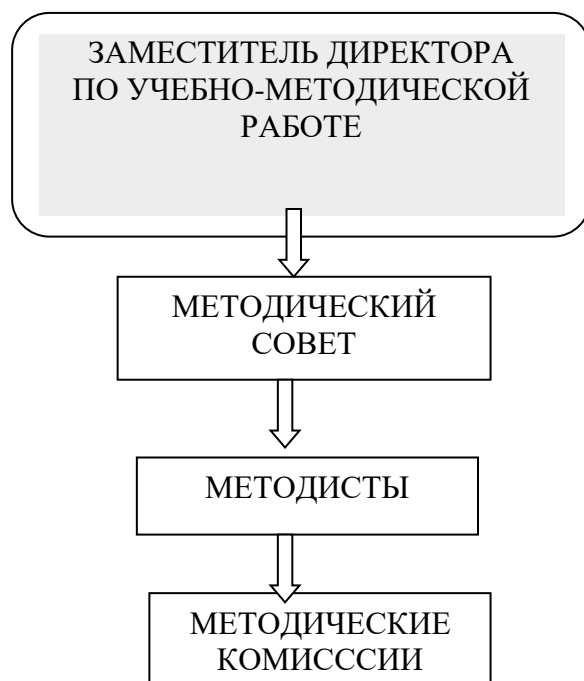 ЗАМЕСТИТЕЛЬ ДИРЕКТОРА
ПО УЧЕБНО-МЕТОДИЧЕСКОЙ
РАБОТЕ
МЕТОДИЧЕСКИЙ
СОВЕТ
МЕТОДИСТЫ
МЕТОДИЧЕСКИЕ
КОМИСССИИ